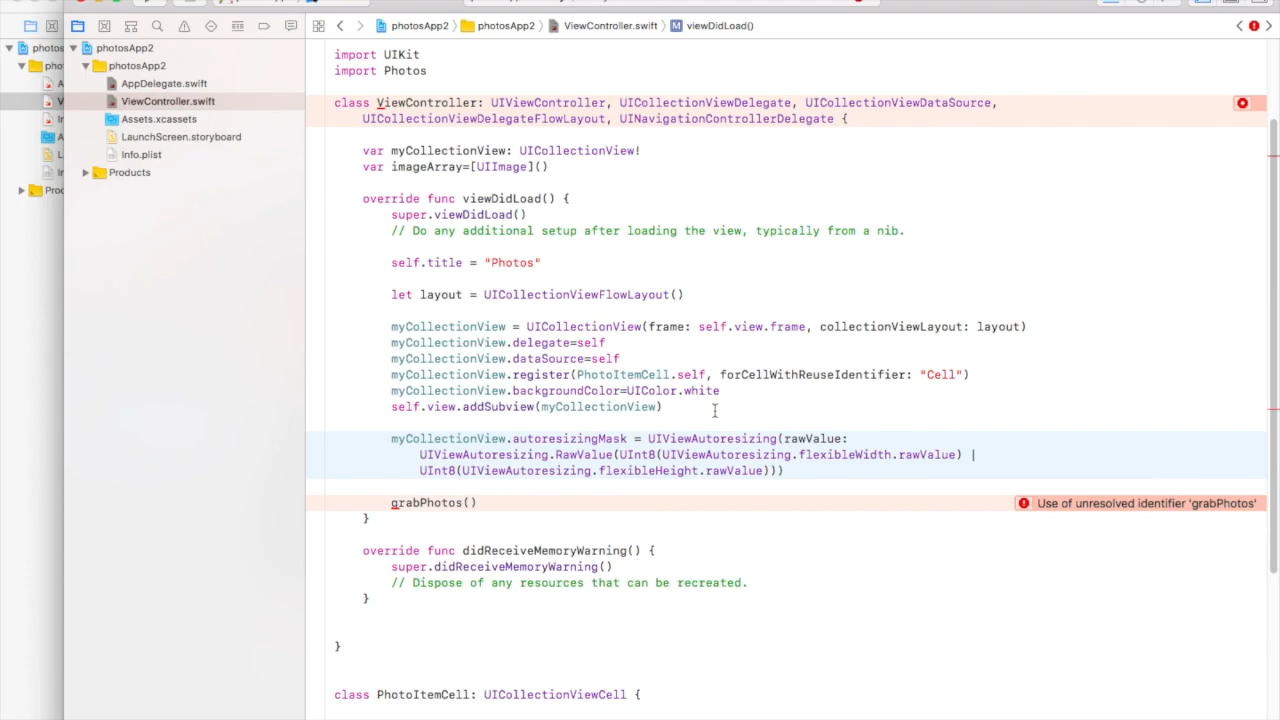 photosApp2 photosApp2 ViewController.swift M viewDidLoad()
photos
photosApp2
pho
photosApp2
A
AppDelegate.swift
V
ViewController.swift
In
Assets.xcassets
A
LaunchScreen.storyboard
L
Info.plist
In
Products
Proc
import UIKit
import Photos
class ViewController: UIViewController, UICollectionViewDelegate, UICollectionViewDataSource,
UICollectionViewDelegateFlowLayout, UINavigationControllerDelegate {
var myCollectionView: UICollectionView!
var imageArray=[UIImage]()
override func viewDidLoad() {
super.viewDidLoad()
// Do any additional setup after loading the view, typically from a nib.
self.title = "Photos"
let layout = UICollectionViewFlowLayout()
myCollectionView = UICollectionView(frame: self.view.frame, collectionViewLayout: layout)
myCollectionView.delegate=self
myCollectionView.dataSource=self
myCollectionView.register(PhotoItemCell.self, forCellWithReuseIdentifier: "Cell")
myCollectionView.backgroundColor=UIColor.white
self.view.addSubview(myCollectionView)
myCollectionView.autoresizingMask = UIViewAutoresizing(rawValue:
UIViewAutoresizing.RawValue(UInt8(UIViewAutoresizing.flexibleWidth.rawValue) |
UInt8(UIViewAutoresizing.flexibleHeight.rawValue)))
grabPhotos() Use of unresolved identifier 'grabPhotos'
}
override func didReceiveMemoryWarning() {
super.didReceiveMemoryWarning()
// Dispose of any resources that can be recreated.
}
}
class PhotoItemCell: UICollectionViewCell {